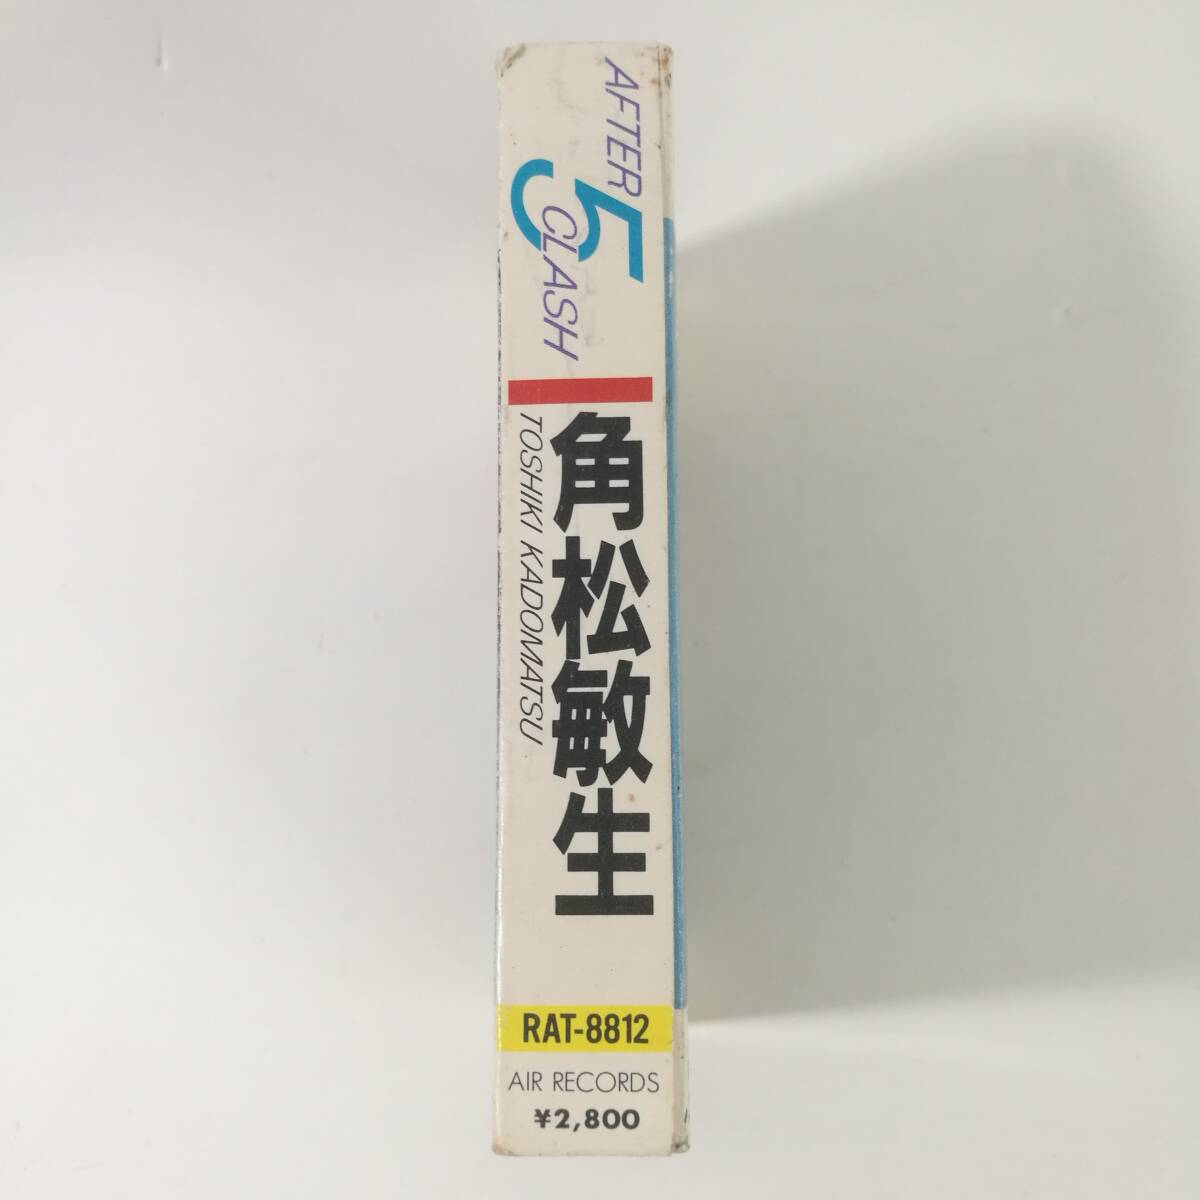 AFTER
5
CLASH
角松敏生
TOSHIKI KADOMATSU
RAT-8812
AIR RECORDS
¥2,800